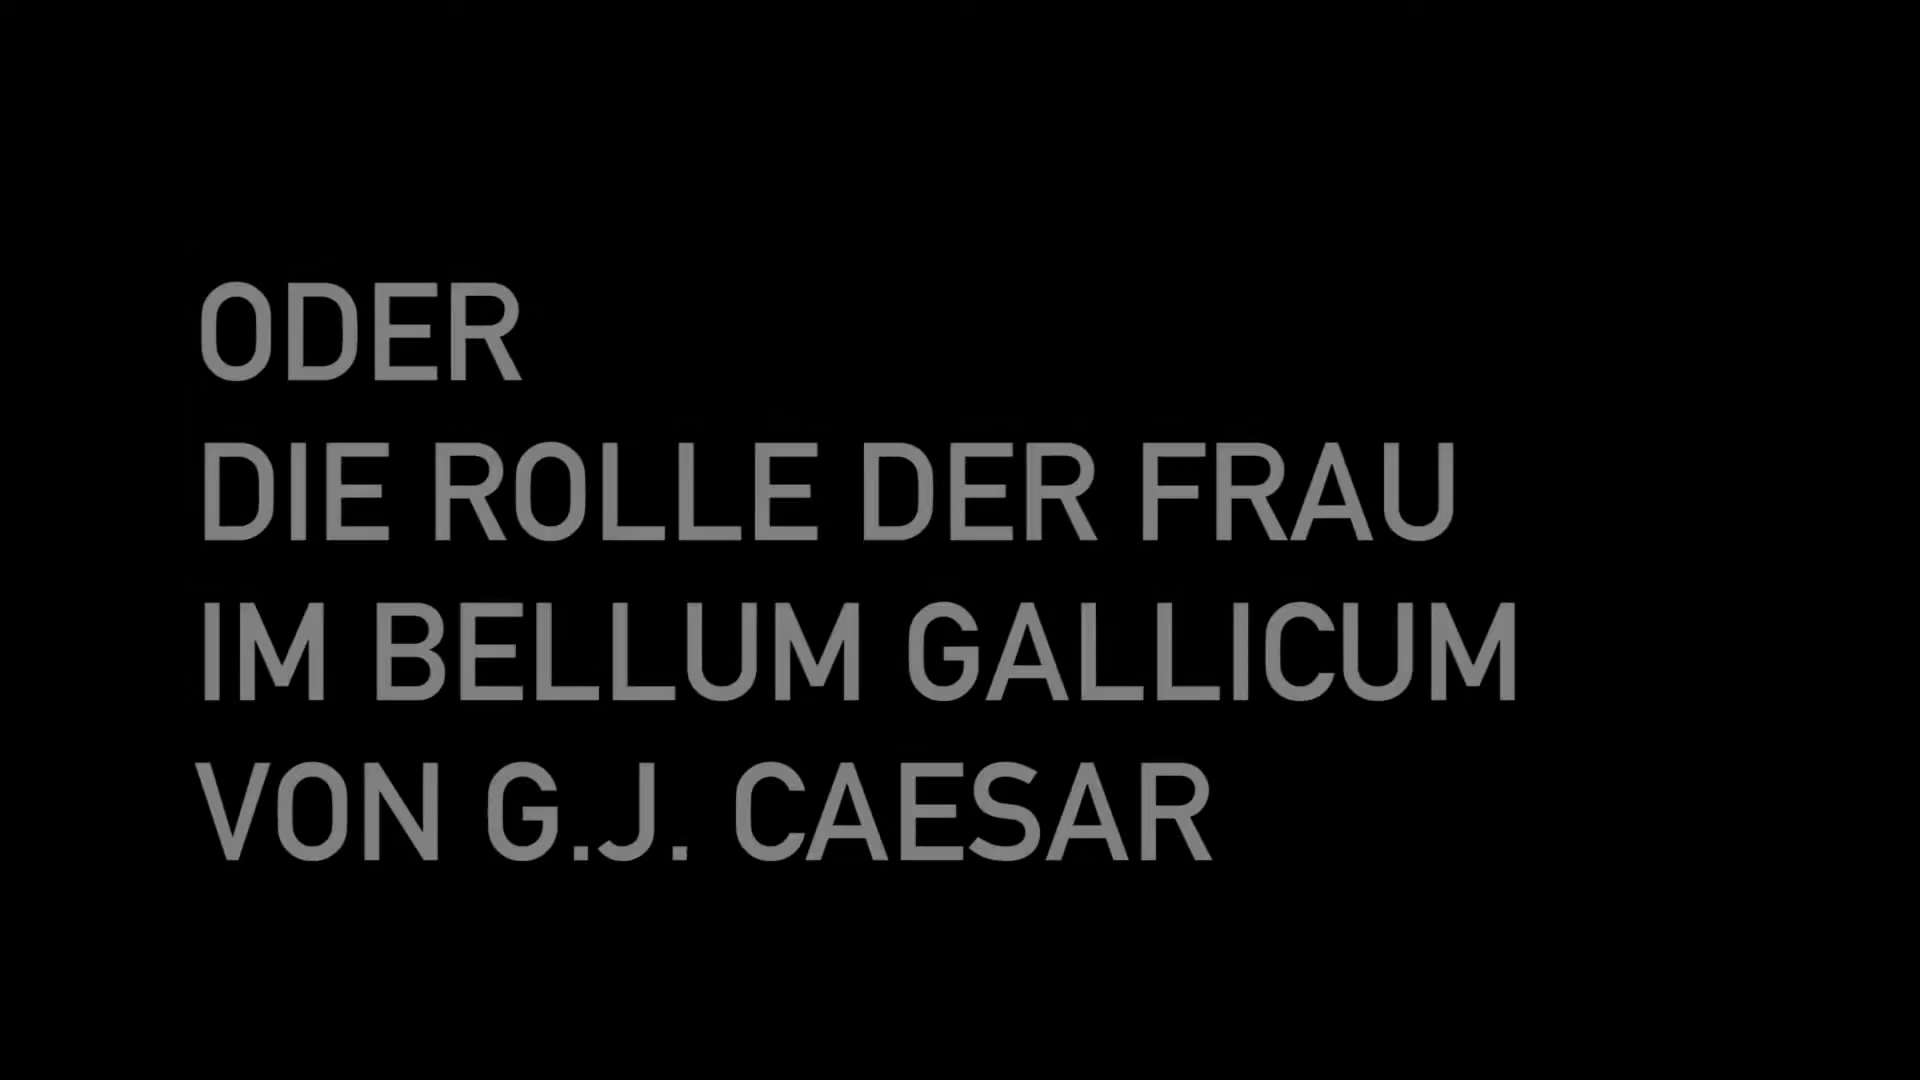 ODER
DIE ROLLE DER FRAU
IM BELLUM GALLICUM
VON G.J. CAESAR